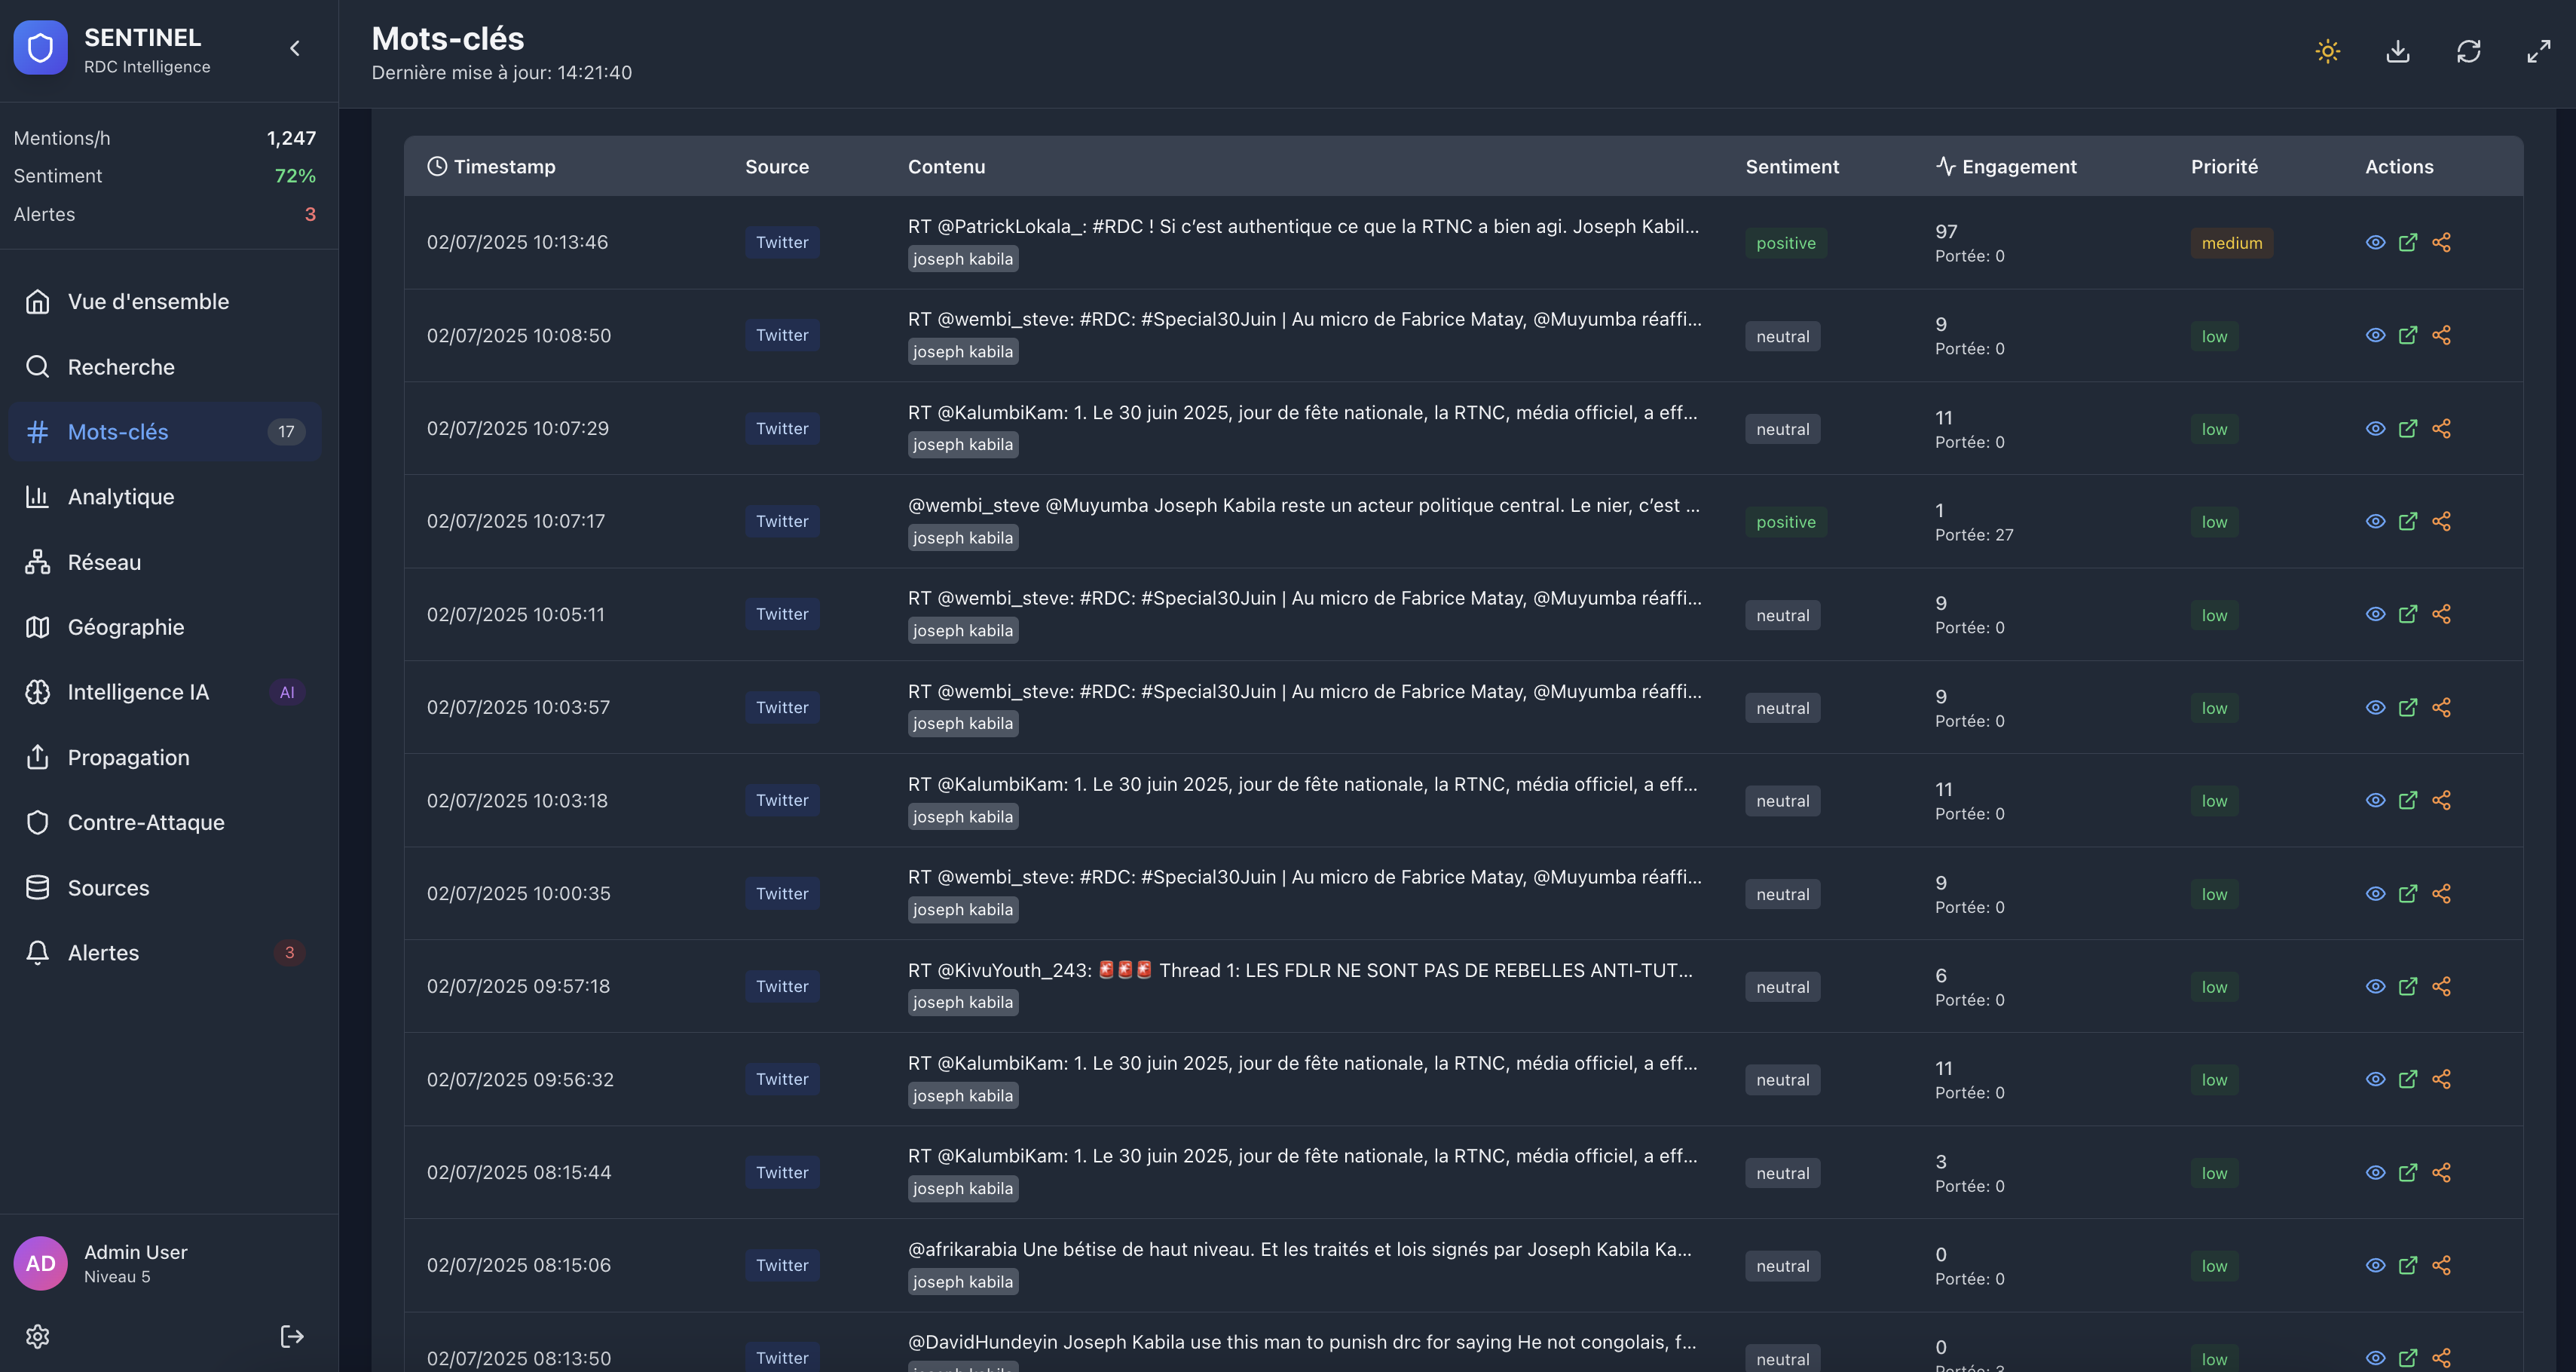 SENTINEL
RDC Intelligence
Mentions/h 1,247
Sentiment 72%
Alertes 3
Vue d'ensemble
Recherche
Mots-clés 17
Analytique
Réseau
Géographie
Intelligence IA AI
Propagation
Contre-Attaque
Sources
Alertes 3
AD
Admin User
Niveau 5
Mots-clés
Dernière mise à jour: 14:21:40
Timestamp Source Contenu Sentiment Engagement Priorité Actions
02/07/2025 10:13:46 Twitter RT @PatrickLokala_: #RDC ! Si c’est authentique ce que la RTNC a bien agi. Joseph Kabil... positive 97 medium
joseph kabila Portée: 0
02/07/2025 10:08:50 Twitter RT @wembi_steve: #RDC: #Special30Juin | Au micro de Fabrice Matay, @Muyumba réaffi... neutral 9 low
joseph kabila Portée: 0
02/07/2025 10:07:29 Twitter RT @KalumbiKam: 1. Le 30 juin 2025, jour de fête nationale, la RTNC, média officiel, a eff... neutral 11 low
joseph kabila Portée: 0
02/07/2025 10:07:17 Twitter @wembi_steve @Muyumba Joseph Kabila reste un acteur politique central. Le nier, c’est ... positive 1 low
joseph kabila Portée: 27
02/07/2025 10:05:11 Twitter RT @wembi_steve: #RDC: #Special30Juin | Au micro de Fabrice Matay, @Muyumba réaffi... neutral 9 low
joseph kabila Portée: 0
02/07/2025 10:03:57 Twitter RT @wembi_steve: #RDC: #Special30Juin | Au micro de Fabrice Matay, @Muyumba réaffi... neutral 9 low
joseph kabila Portée: 0
02/07/2025 10:03:18 Twitter RT @KalumbiKam: 1. Le 30 juin 2025, jour de fête nationale, la RTNC, média officiel, a eff... neutral 11 low
joseph kabila Portée: 0
02/07/2025 10:00:35 Twitter RT @wembi_steve: #RDC: #Special30Juin | Au micro de Fabrice Matay, @Muyumba réaffi... neutral 9 low
joseph kabila Portée: 0
02/07/2025 09:57:18 Twitter RT @KivuYouth_243: 🚨🚨🚨 Thread 1: LES FDLR NE SONT PAS DE REBELLES ANTI-TUT... neutral 6 low
joseph kabila Portée: 0
02/07/2025 09:56:32 Twitter RT @KalumbiKam: 1. Le 30 juin 2025, jour de fête nationale, la RTNC, média officiel, a eff... neutral 11 low
joseph kabila Portée: 0
02/07/2025 08:15:44 Twitter RT @KalumbiKam: 1. Le 30 juin 2025, jour de fête nationale, la RTNC, média officiel, a eff... neutral 3 low
joseph kabila Portée: 0
02/07/2025 08:15:06 Twitter @afrikarabia Une bétise de haut niveau. Et les traités et lois signés par Joseph Kabila Ka... neutral 0 low
joseph kabila Portée: 0
02/07/2025 08:13:50 Twitter @DavidHundeyin Joseph Kabila use this man to punish drc for saying He not congolais, f... neutral 0 low